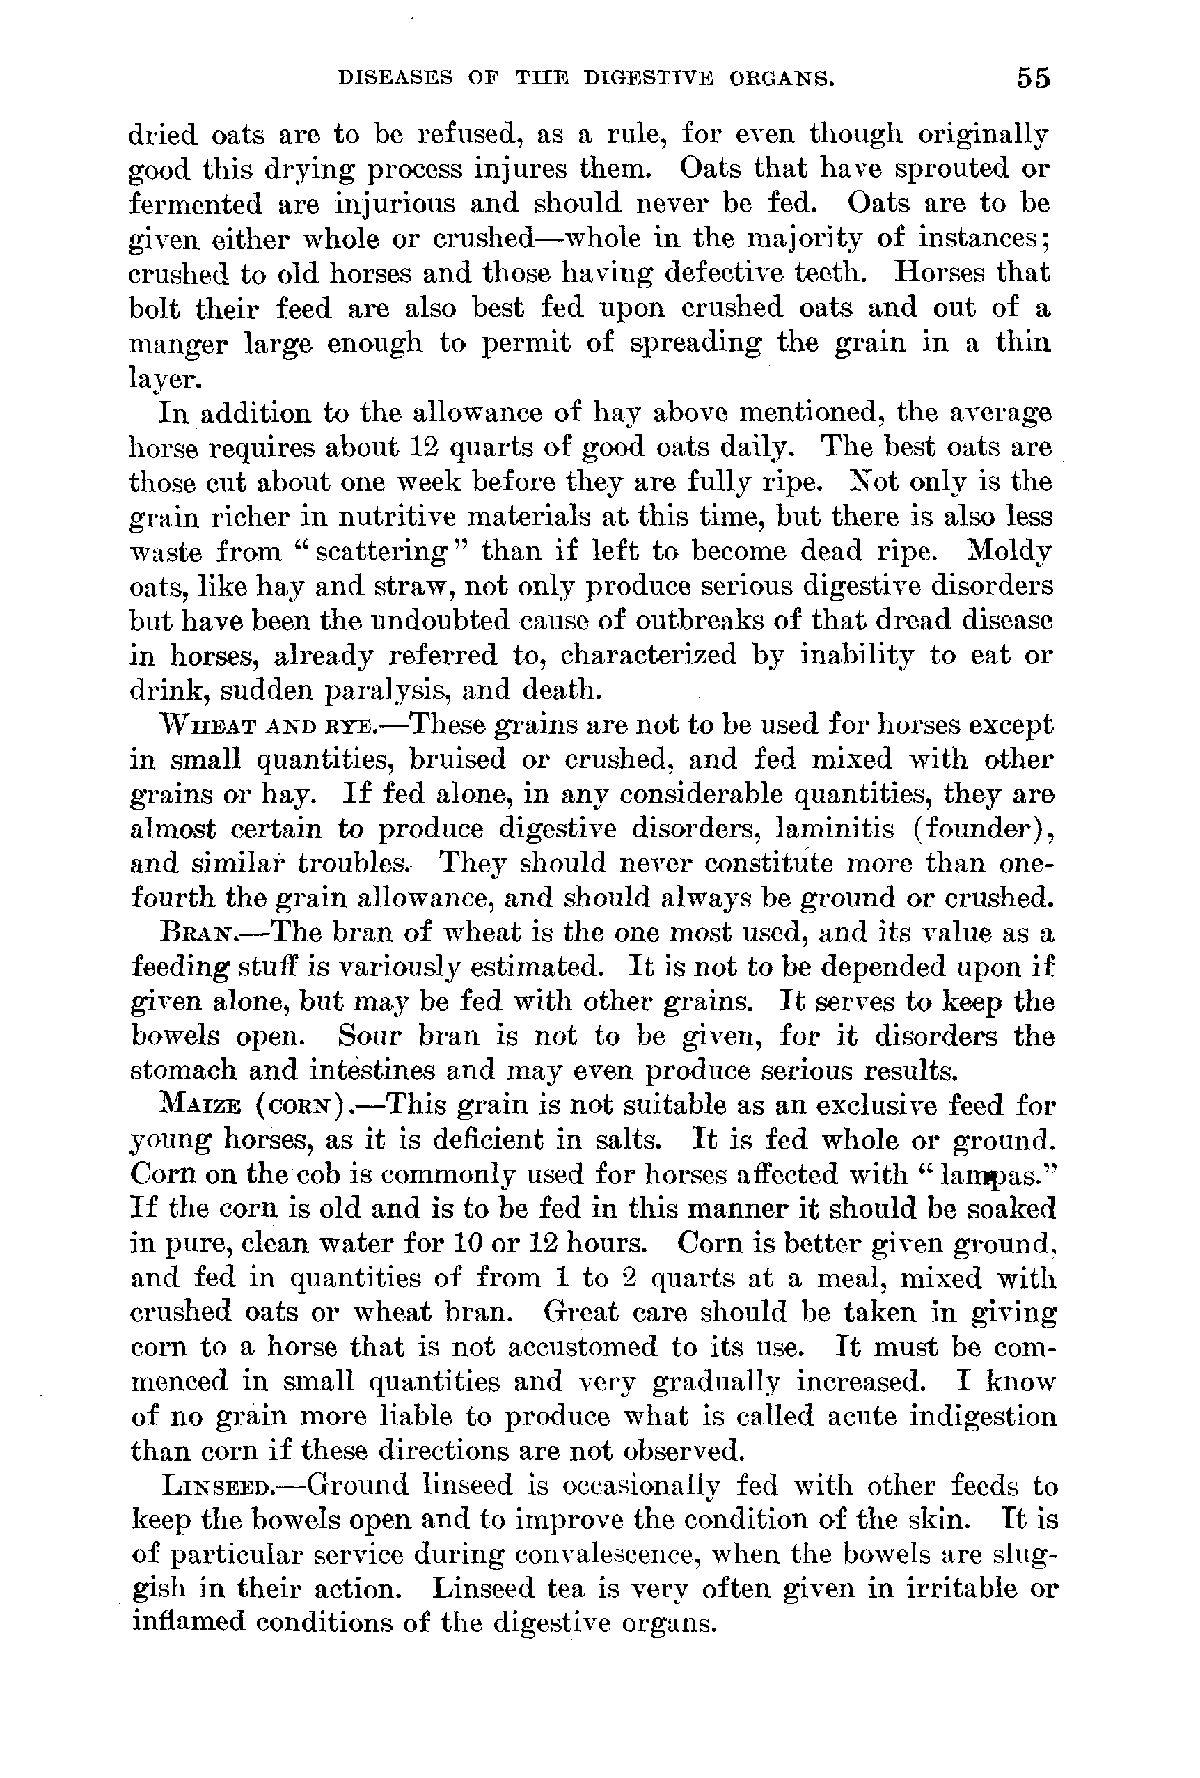 DISEASES OF THE DIGESTIVE ORGANS. 55
dried oats are to be refused, as a rule, for even though originally
good this drying process injures them. Oats that have sprouted or
fermented are injurious and should never be fed. Oats are to be
given either whole or crushed—whole in the majority of instances;
crushed to old horses and those having defective teeth. Horses that
bolt their feed are also best fed upon crushed oats and out of a
manger large enough to permit of spreading the grain in a thin
layer.
In addition to the allowance of hay above mentioned, the average
horse requires about 12 quarts of good oats daily. The best oats are
those cut about one week before they are fully ripe. Not only is the
grain richer in nutritive materials at this time, but there is also less
waste from "scattering" than if left to become dead ripe. Moldy
oats, like hay and straw, not only produce serious digestive disorders
but have been the undoubted cause of outbreaks of that dread disease
in horses, already referred to, characterized by inability to eat or
drink, sudden paralysis, and death.
WHEAT AND RYE.—These grains are not to be used for horses except
in small quantities, bruised or crushed, and fed mixed with other
grains or hay. If fed alone, in any considerable quantities, they are
almost certain to produce digestive disorders, laminitis (founder),
and similar troubles. They should never constitute more than one-
fourth the grain allowance, and should always be ground or crushed.
BRAN.—The bran of wheat is the one most used, and its value as a
feeding stuff is variously estimated. It is not to be depended upon if
given alone, but may be fed with other grains. It serves to keep the
bowels open. Sour bran is not to be given, for it disorders the
stomach and intestines and may even produce serious results.
MAIZE (CORN).—This grain is not suitable as an exclusive feed for
young horses, as it is deficient in salts. It is fed whole or ground.
Corn on the cob is commonly used for horses affected with "lampas."
If the corn is old and is to be fed in this manner it should be soaked
in pure, clean water for 10 or 12 hours. Corn is better given ground,
and fed in quantities of from 1 to 2 quarts at a meal, mixed with
crushed oats or wheat bran. Great care should be taken in giving
corn to a horse that is not accustomed to its use. It must be com-
menced in small quantities and very gradually increased. I know
of no grain more liable to produce what is called acute indigestion
than corn if these directions are not observed.
LINSEED.—Ground linseed is occasionally fed with other feeds to
keep the bowels open and to improve the condition of the skin. It is
of particular service during convalescence, when the bowels are slug-
gish in their action. Linseed tea is very often given in irritable or
inflamed conditions of the digestive organs.